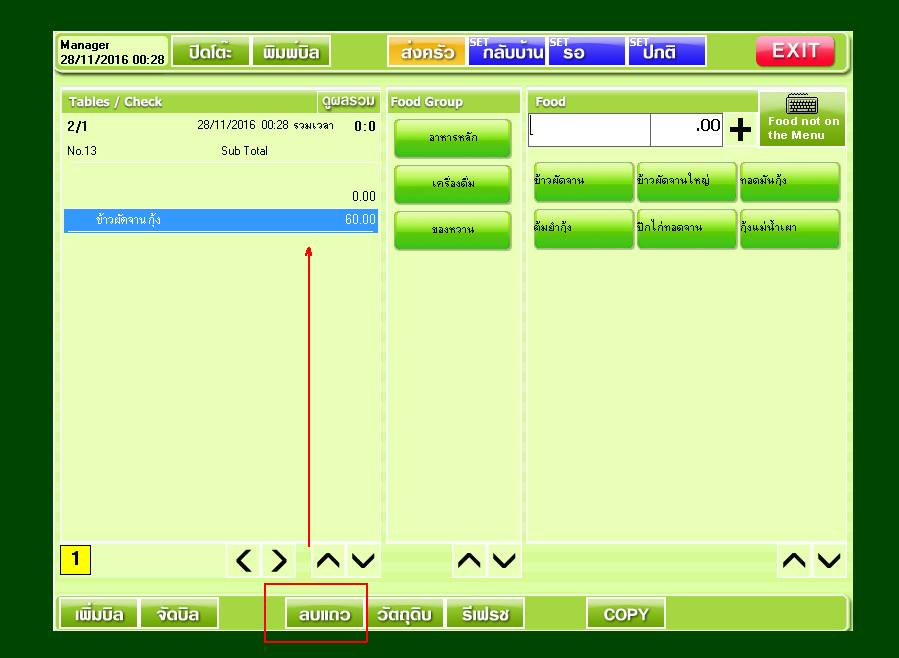 Manager
28/11/2016 00:28
ปิดโต๊ะ
พิมพ์บิล
ส่งครัว
SET กลับบ้าน
SET รอ
SET ปกติ
EXIT
Tables / Check
ดูผลรวม
2/1
28/11/2016 00:28 รวมเวลา 0:0
No.13
Sub Total
0.00
ข้าวผัดจาน กุ้ง 60.00
1
Food Group
อาหารหลัก
เครื่องดื่ม
ของหวาน
Food
.00
Food not on
the Menu
ข้าวผัดจาน
ข้าวผัดจานใหญ่
ทอดมันกุ้ง
ต้มยำกุ้ง
ปีกไก่ทอดจาน
กุ้งแม่น้ำเผา
เพิ่มบิล
จัดบิล
ลบแถว
วัตถุดิบ
รีเฟรช
COPY